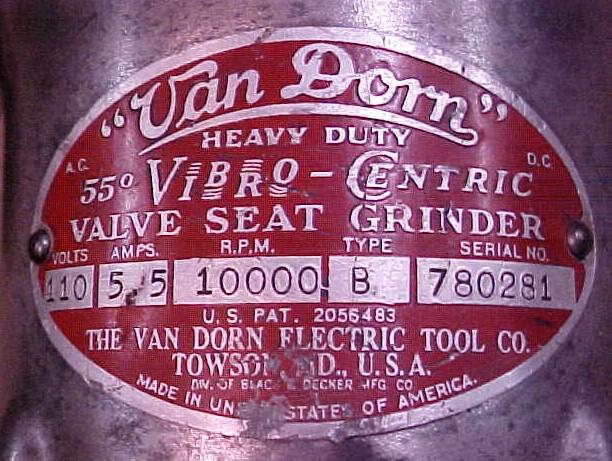 "Van Dorn"
HEAVY DUTY
A.C. D.C.
55° VIBRO-CENTRIC
VALVE SEAT GRINDER
VOLTS AMPS. R.P.M. TYPE SERIAL NO.
110 5.5 10000 B 780281
U.S. PAT. 2056483
THE VAN DORN ELECTRIC TOOL CO.
TOWSON, MD., U.S.A.
DIV. OF BLACK & DECKER MFG CO
MADE IN STATES OF AMERICA.